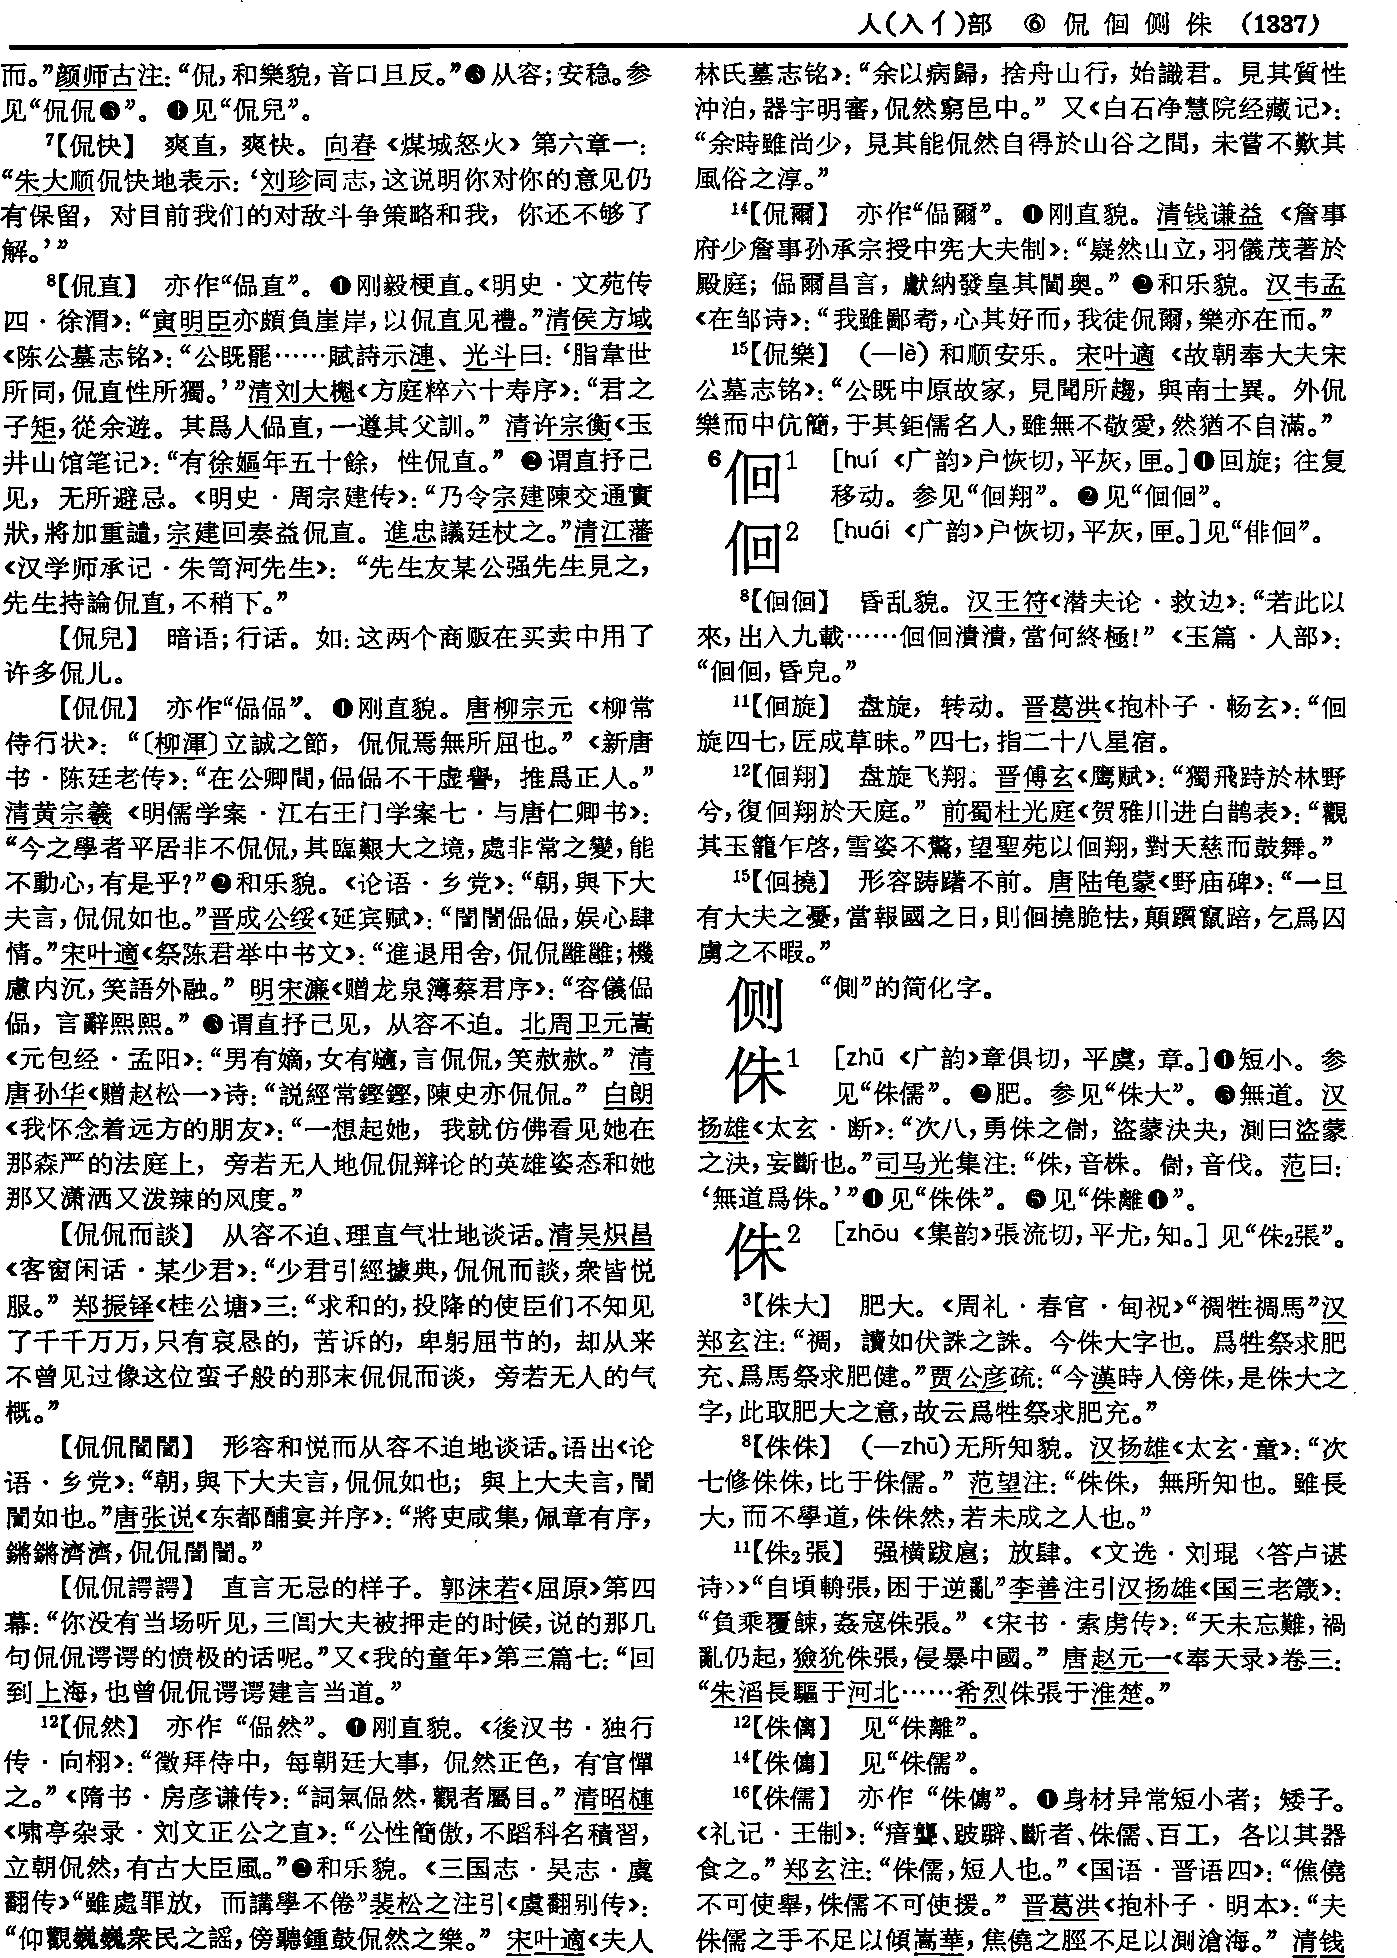 人(入亻)部 ⑥ 侃 佪 侧 侏 (1337)
而。”颜师古注:“侃,和樂貌,音口旦反。”❸从容;安稳。参
见“侃侃❸”。❹见“侃兒”。
⁷【侃快】 爽直,爽快。向春《煤城怒火》第六章一:
“朱大顺侃快地表示:‘刘珍同志,这说明你对你的意见仍
有保留,对目前我们的对敌斗争策略和我,你还不够了
解。’”
⁸【侃直】 亦作“偘直”。❶刚毅梗直。《明史·文苑传
四·徐渭》:“寅明臣亦頗負崖岸,以侃直见禮。”清侯方域
《陈公墓志铭》:“公既罷……賦詩示漣、光斗曰:‘脂韋世
所同,侃直性所獨。’”清刘大櫆《方庭粹六十寿序》:“君之
子矩,從余遊。其爲人偘直,一遵其父訓。”清许宗衡《玉
井山馆笔记》:“有徐嫗年五十餘,性侃直。”❷谓直抒己
见,无所避忌。《明史·周宗建传》:“乃令宗建陳交通實
狀,將加重譴,宗建回奏益侃直。進忠議廷杖之。”清江藩
《汉学师承记·朱笥河先生》:“先生友某公强先生見之,
先生持論侃直,不稍下。”
【侃兒】 暗语;行话。如:这两个商贩在买卖中用了
许多侃儿。
【侃侃】 亦作“偘偘”。❶刚直貌。唐柳宗元《柳常
侍行状》:“〔柳渾〕立誠之節,侃侃焉無所屈也。”《新唐
书·陈廷老传》:“在公卿間,偘偘不干虚譽,推爲正人。”
清黄宗羲《明儒学案·江右王门学案七·与唐仁卿书》:
“今之學者平居非不侃侃,其臨艱大之境,處非常之變,能
不動心,有是乎?”❷和乐貌。《论语·乡党》:“朝,與下大
夫言,侃侃如也。”晋成公绥《延宾赋》:“誾誾偘偘,娱心肆
情。”宋叶適《祭陈君举中书文》:“進退用舍,侃侃雝雝;機
慮内沉,笑語外融。”明宋濂《赠龙泉簿蔡君序》:“容儀偘
偘,言辭熙熙。”❸谓直抒己见,从容不迫。北周卫元嵩
《元包经·孟阳》:“男有嫡,女有𡣪,言侃侃,笑赥赥。”清
唐孙华《赠赵松一》诗:“説經常鏗鏗,陳史亦侃侃。”白朗
《我怀念着远方的朋友》:“一想起她,我就仿佛看见她在
那森严的法庭上,旁若无人地侃侃辩论的英雄姿态和她
那又潇洒又泼辣的风度。”
【侃侃而談】 从容不迫、理直气壮地谈话。清吴炽昌
《客窗闲话·某少君》:“少君引經據典,侃侃而談,衆皆悦
服。”郑振铎《桂公塘》三:“求和的,投降的使臣们不知见
了千千万万,只有哀恳的,苦诉的,卑躬屈节的,却从来
不曾见过像这位蛮子般的那末侃侃而谈,旁若无人的气
概。”
【侃侃誾誾】 形容和悦而从容不迫地谈话。语出《论
语·乡党》:“朝,與下大夫言,侃侃如也;與上大夫言,誾
誾如也。”唐张说《东都酺宴并序》:“將吏咸集,佩章有序,
鏘鏘濟濟,侃侃誾誾。”
【侃侃諤諤】 直言无忌的样子。郭沫若《屈原》第四
幕:“你没有当场听见,三闾大夫被押走的时候,说的那几
句侃侃谔谔的愤极的话呢。”又《我的童年》第三篇七:“回
到上海,也曾侃侃谔谔建言当道。”
¹²【侃然】 亦作“偘然”。❶刚直貌。《後汉书·独行
传·向栩》:“徵拜侍中,每朝廷大事,侃然正色,百官憚
之。”《隋书·房彦谦传》:“詞氣偘然,觀者屬目。”清昭槤
《啸亭杂录·刘文正公之直》:“公性簡傲,不蹈科名積習,
立朝侃然,有古大臣風。”❷和乐貌。《三国志·吴志·虞
翻传》“雖處罪放,而講學不倦”裴松之注引《虞翻别传》:
“仰觀巍巍衆民之謡,傍聽鍾鼓侃然之樂。”宋叶適《夫人
林氏墓志铭》:“余以病歸,捨舟山行,始識君。見其質性
沖泊,器宇明審,侃然窮邑中。”又《白石净慧院经藏记》:
“余時雖尚少,見其能侃然自得於山谷之間,未嘗不歎其
風俗之淳。”
¹⁴【侃爾】 亦作“偘爾”。❶刚直貌。清钱谦益《詹事
府少詹事孙承宗授中宪大夫制》:“嶷然山立,羽儀茂著於
殿庭;偘爾昌言,獻納發皇其閫奥。”❷和乐貌。汉韦孟
《在邹诗》:“我雖鄙耇,心其好而,我徒侃爾,樂亦在而。”
¹⁵【侃樂】 (—lè)和顺安乐。宋叶適《故朝奉大夫宋
公墓志铭》:“公既中原故家,見聞所趨,與南士異。外侃
樂而中伉簡,于其鉅儒名人,雖無不敬愛,然猶不自滿。”
6 佪1 [huí《广韵》户恢切,平灰,匣。]❶回旋;往复
移动。参见“佪翔”。❷见“佪佪”。
佪2 [huái《广韵》户恢切,平灰,匣。]见“俳佪”。
⁸【佪佪】 昏乱貌。汉王符《潜夫论·救边》:“若此以
來,出入九載……佪佪潰潰,當何終極!”《玉篇·人部》:
“佪佪,昏皃。”
¹¹【佪旋】 盘旋,转动。晋葛洪《抱朴子·畅玄》:“佪
旋四七,匠成草昧。”四七,指二十八星宿。
¹²【佪翔】 盘旋飞翔。晋傅玄《鹰赋》:“獨飛跱於林野
兮,復佪翔於天庭。”前蜀杜光庭《贺雅川进白鹊表》:“觀
其玉籠乍啓,雪姿不驚,望聖苑以佪翔,對天慈而鼓舞。”
¹⁵【佪撓】 形容踌躇不前。唐陆龟蒙《野庙碑》:“一旦
有大夫之憂,當報國之日,則佪撓脆怯,顛躓竄踣,乞爲囚
虜之不暇。”
侧 “側”的简化字。
侏1 [zhū《广韵》章俱切,平虞,章。]❶短小。参
见“侏儒”。❷肥。参见“侏大”。❸無道。汉
扬雄《太玄·断》:“次八,勇侏之㑹,盜蒙決夬,測曰盜蒙
之決,妄斷也。”司马光集注:“侏,音株。㑹,音伐。范曰:
‘無道爲侏。’”❹见“侏侏”。❺见“侏離❶”。
侏2 [zhōu《集韵》張流切,平尤,知。]见“侏₂張”。
³【侏大】 肥大。《周礼·春官·甸祝》“禂牲禂馬”汉
郑玄注:“禂,讀如伏誅之誅。今侏大字也。爲牲祭求肥
充、爲馬祭求肥健。”贾公彦疏:“今漢時人傍侏,是侏大之
字,此取肥大之意,故云爲牲祭求肥充。”
⁸【侏侏】 (—zhū)无所知貌。汉扬雄《太玄·童》:“次
七修侏侏,比于侏儒。”范望注:“侏侏,無所知也。雖長
大,而不學道,侏侏然,若未成之人也。”
¹¹【侏₂張】 强横跋扈;放肆。《文选·刘琨〈答卢谌
诗〉》“自頃輈張,困于逆亂”李善注引汉扬雄《国三老箴》:
“負乘覆餗,姦寇侏張。”《宋书·索虏传》:“天未忘難,禍
亂仍起,獫狁侏張,侵暴中國。”唐赵元一《奉天录》卷三:
“朱滔長驅于河北……希烈侏張于淮楚。”
¹²【侏㒧】 见“侏離”。
¹⁴【侏㒧】 见“侏儒”。
¹⁶【侏儒】 亦作“侏㒧”。❶身材异常短小者;矮子。
《礼记·王制》:“瘖聾、跛躃、斷者、侏儒、百工,各以其器
食之。”郑玄注:“侏儒,短人也。”《国语·晋语四》:“僬僥
不可使舉,侏儒不可使援。”晋葛洪《抱朴子·明本》:“夫
侏儒之手不足以傾嵩華,焦僥之脛不足以測滄海。”清钱